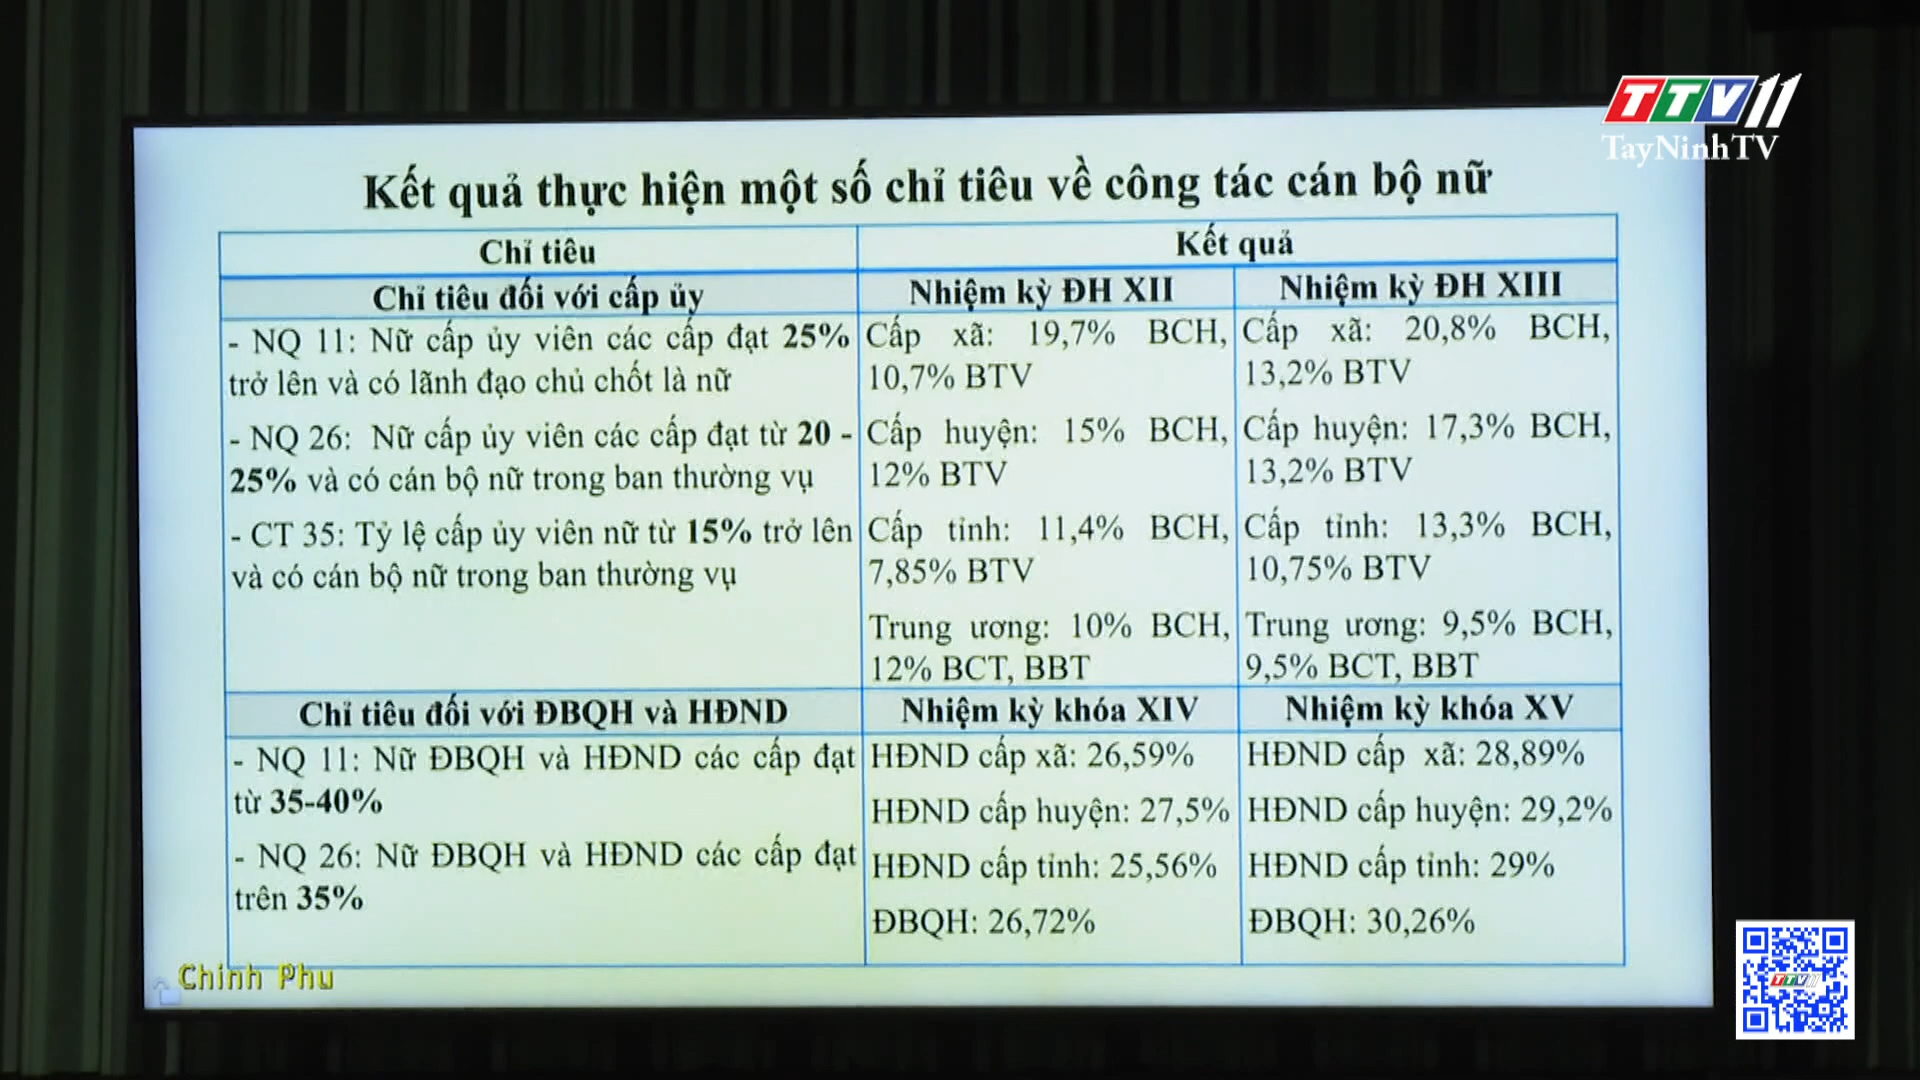 TTV11
TayNinhTV
Kết quả thực hiện một số chỉ tiêu về công tác cán bộ nữ
Chỉ tiêu
Kết quả
Chỉ tiêu đối với cấp ủy
Nhiệm kỳ ĐH XII
Nhiệm kỳ ĐH XIII
- NQ 11: Nữ cấp ủy viên các cấp đạt 25%
trở lên và có lãnh đạo chủ chốt là nữ
- NQ 26: Nữ cấp ủy viên các cấp đạt từ 20 -
25% và có cán bộ nữ trong ban thường vụ
- CT 35: Tỷ lệ cấp ủy viên nữ từ 15% trở lên
và có cán bộ nữ trong ban thường vụ
Cấp xã: 19,7% BCH,
10,7% BTV
Cấp huyện: 15% BCH,
12% BTV
Cấp tỉnh: 11,4% BCH,
7,85% BTV
Trung ương: 10% BCH,
12% BCT, BBT
Cấp xã: 20,8% BCH,
13,2% BTV
Cấp huyện: 17,3% BCH,
13,2% BTV
Cấp tỉnh: 13,3% BCH,
10,75% BTV
Trung ương: 9,5% BCH,
9,5% BCT, BBT
Chỉ tiêu đối với ĐBQH và HĐND
Nhiệm kỳ khóa XIV
Nhiệm kỳ khóa XV
- NQ 11: Nữ ĐBQH và HĐND các cấp đạt
từ 35-40%
- NQ 26: Nữ ĐBQH và HĐND các cấp đạt
trên 35%
HĐND cấp xã: 26,59%
HĐND cấp huyện: 27,5%
HĐND cấp tỉnh: 25,56%
ĐBQH: 26,72%
HĐND cấp xã: 28,89%
HĐND cấp huyện: 29,2%
HĐND cấp tỉnh: 29%
ĐBQH: 30,26%
Chinh Phu
TTV11